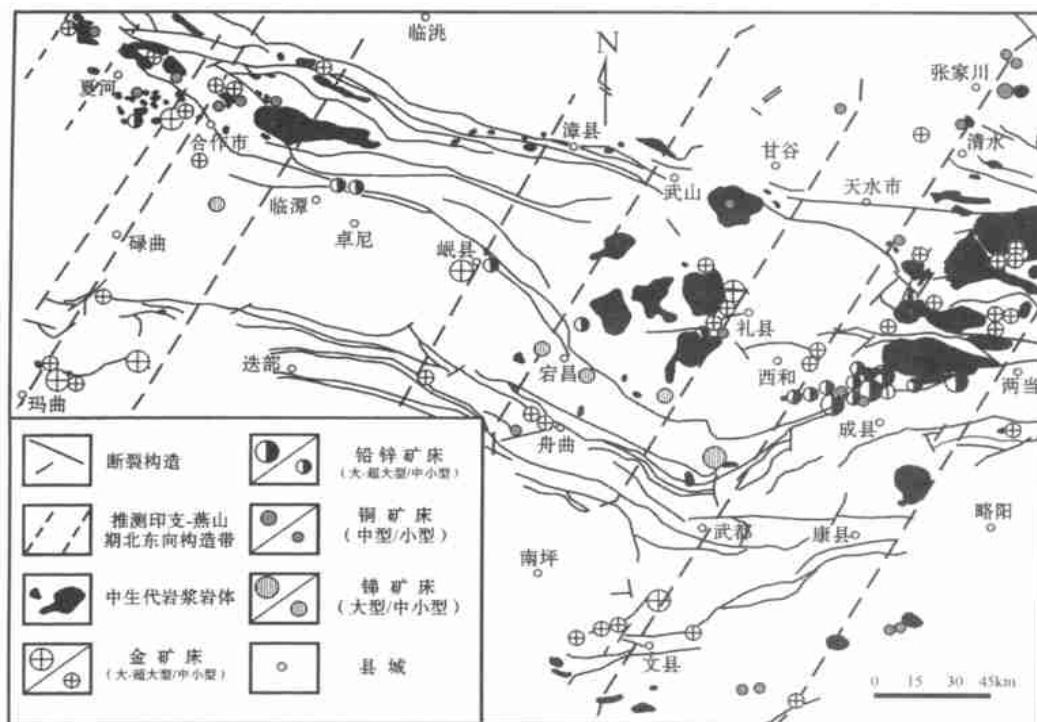 临洮
N
张家川
夏河
合作市
漳县
清水
甘谷
武山
天水市
临潭
卓尼
碌曲
岷县
礼县
迭部
宕昌
西和
两当
玛曲
成县
舟曲
武都
康县
略阳
南坪
文县
断裂构造
铅锌矿床
(大-超大型/中小型)
推测印支-燕山
期北东向构造带
铜矿床
(中型/小型)
中生代岩浆岩体
锑矿床
(大型/中小型)
金矿床
(大-超大型/中小型)
县城
0 15 30 45km